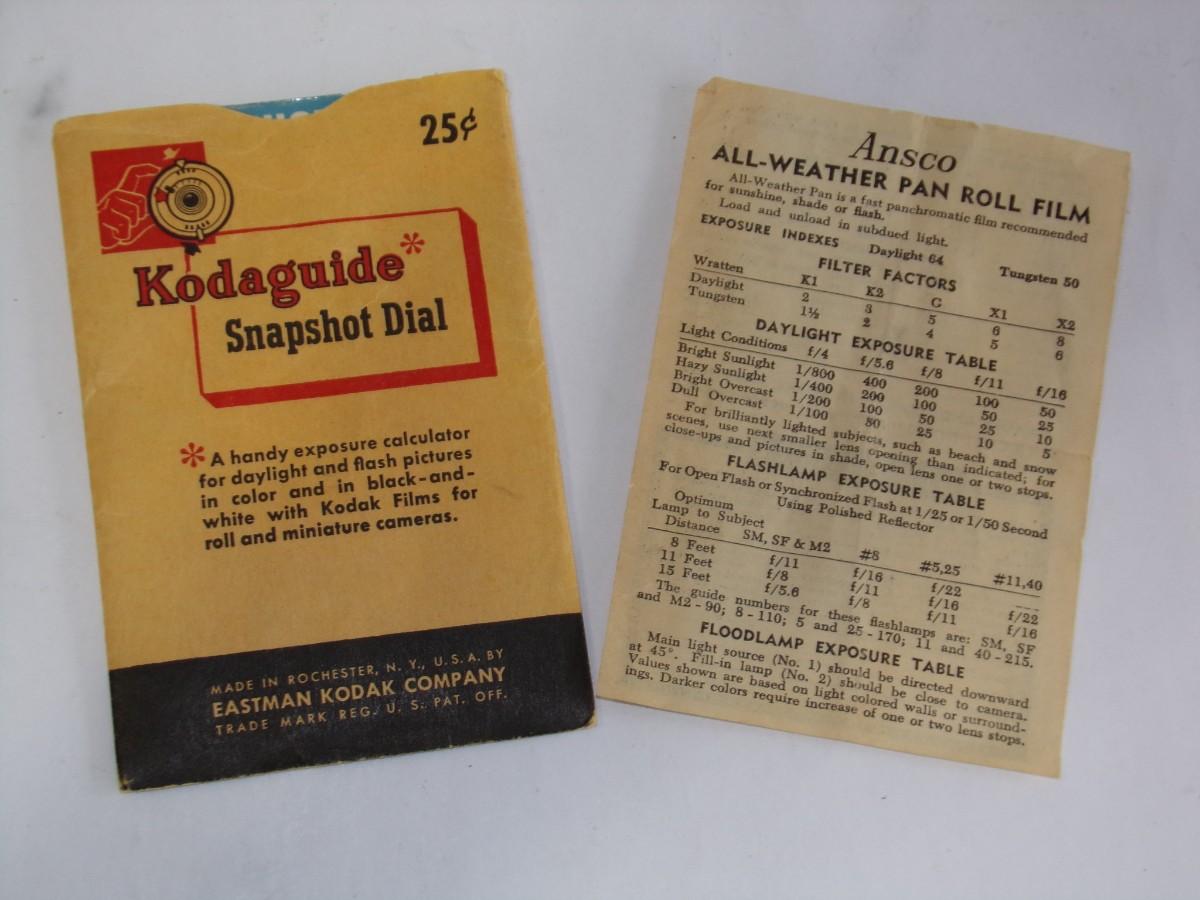 25¢
Kodaguide*
Snapshot Dial
* A handy exposure calculator
for daylight and flash pictures
in color and in black-and-
white with Kodak Films for
roll and miniature cameras.
MADE IN ROCHESTER, N. Y., U. S. A. BY
EASTMAN KODAK COMPANY
TRADE MARK REG. U. S. PAT. OFF.
Ansco
ALL-WEATHER PAN ROLL FILM
All-Weather Pan is a fast panchromatic film recommended
for sunshine, shade or flash.
Load and unload in subdued light.
EXPOSURE INDEXES Daylight 64 Tungsten 50
FILTER FACTORS
Wratten K1 K2 G X1 X2
Daylight 2 3 5 6 8
Tungsten 1½ 2 4 5 6
DAYLIGHT EXPOSURE TABLE
Light Conditions f/4 f/5.6 f/8 f/11 f/16
Bright Sunlight 1/800 400 200 100 50
Hazy Sunlight 1/400 200 100 50 25
Bright Overcast 1/200 100 50 25 10
Dull Overcast 1/100 50 25 10 5
For brilliantly lighted subjects, such as beach and snow
scenes, use next smaller lens opening than indicated; for
close-ups and pictures in shade, open lens one or two stops.
FLASHLAMP EXPOSURE TABLE
For Open Flash or Synchronized Flash at 1/25 or 1/50 Second
Using Polished Reflector
Optimum
Lamp to Subject
Distance SM, SF & M2 #8 #5,25 #11,40
8 Feet f/11 f/16 f/22 ---
11 Feet f/8 f/11 f/16 f/22
15 Feet f/5.6 f/8 f/11 f/16
The guide numbers for these flashlamps are: SM, SF
and M2 - 90; 8 - 110; 5 and 25 - 170; 11 and 40 - 215.
FLOODLAMP EXPOSURE TABLE
Main light source (No. 1) should be directed downward
at 45°. Fill-in lamp (No. 2) should be close to camera.
Values shown are based on light colored walls or surround-
ings. Darker colors require increase of one or two lens stops.